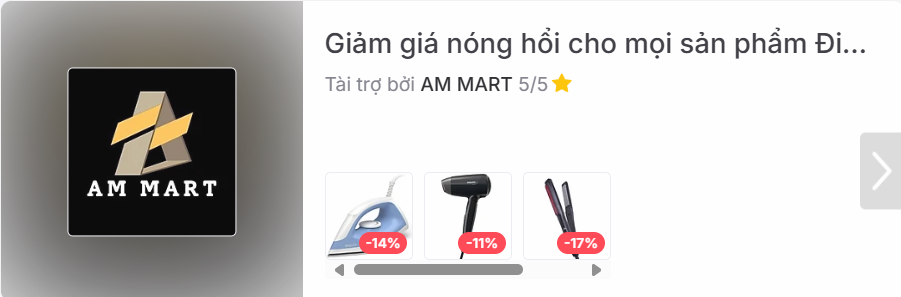 Giảm giá nóng hổi cho mọi sản phẩm Đi...
Tài trợ bởi AM MART 5/5
AM MART
-14%
-11%
-17%